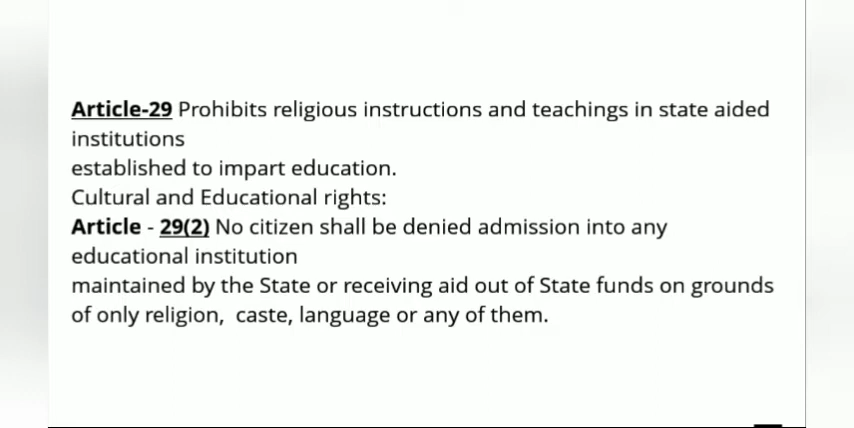 Article-29 Prohibits religious instructions and teachings in state aided
institutions
established to impart education.
Cultural and Educational rights:
Article - 29(2) No citizen shall be denied admission into any
educational institution
maintained by the State or receiving aid out of State funds on grounds
of only religion, caste, language or any of them.